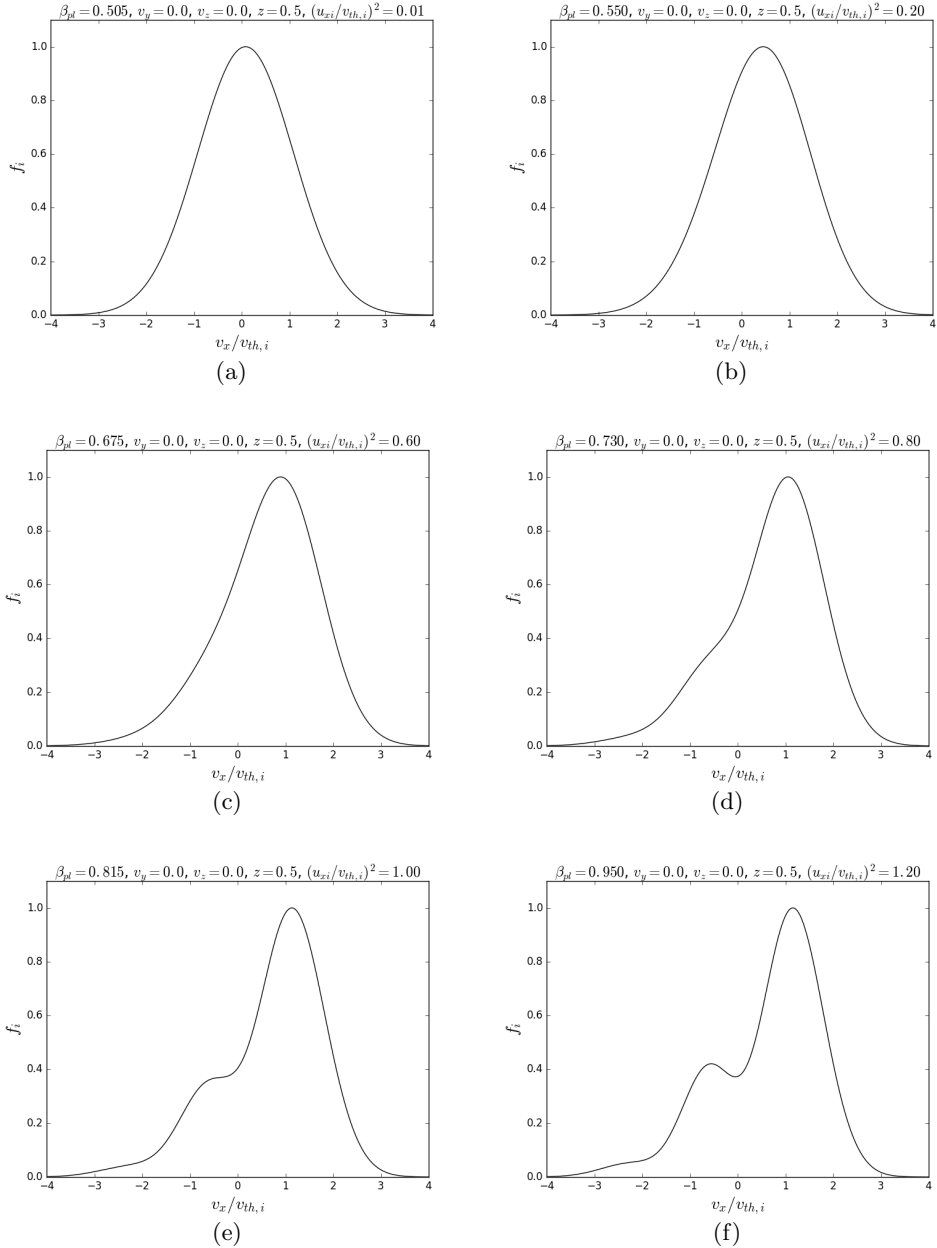 β_pl = 0.505, v_y = 0.0, v_z = 0.0, z = 0.5, (u_xi/v_th,i)^2 = 0.01
1.0
0.8
0.6
f_i
0.4
0.2
0.0
−4 −3 −2 −1 0 1 2 3 4
v_x/v_th,i
(a)
β_pl = 0.550, v_y = 0.0, v_z = 0.0, z = 0.5, (u_xi/v_th,i)^2 = 0.20
1.0
0.8
0.6
f_i
0.4
0.2
0.0
−4 −3 −2 −1 0 1 2 3 4
v_x/v_th,i
(b)
β_pl = 0.675, v_y = 0.0, v_z = 0.0, z = 0.5, (u_xi/v_th,i)^2 = 0.60
1.0
0.8
0.6
f_i
0.4
0.2
0.0
−4 −3 −2 −1 0 1 2 3 4
v_x/v_th,i
(c)
β_pl = 0.730, v_y = 0.0, v_z = 0.0, z = 0.5, (u_xi/v_th,i)^2 = 0.80
1.0
0.8
0.6
f_i
0.4
0.2
0.0
−4 −3 −2 −1 0 1 2 3 4
v_x/v_th,i
(d)
β_pl = 0.815, v_y = 0.0, v_z = 0.0, z = 0.5, (u_xi/v_th,i)^2 = 1.00
1.0
0.8
0.6
f_i
0.4
0.2
0.0
−4 −3 −2 −1 0 1 2 3 4
v_x/v_th,i
(e)
β_pl = 0.950, v_y = 0.0, v_z = 0.0, z = 0.5, (u_xi/v_th,i)^2 = 1.20
1.0
0.8
0.6
f_i
0.4
0.2
0.0
−4 −3 −2 −1 0 1 2 3 4
v_x/v_th,i
(f)